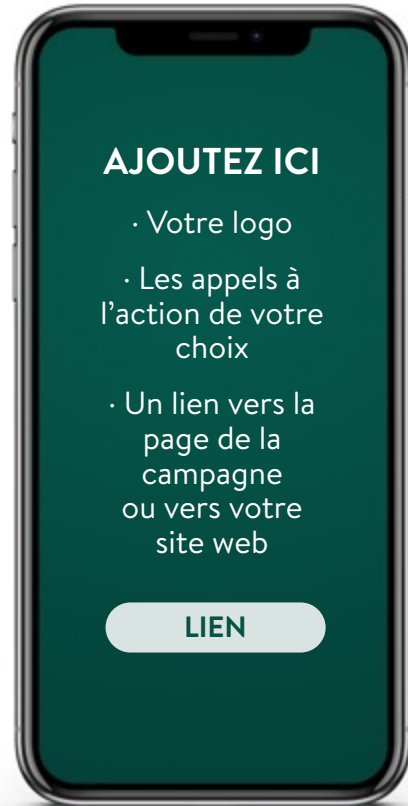 AJOUTEZ ICI
· Votre logo
· Les appels à
l’action de votre
choix
· Un lien vers la
page de la
campagne
ou vers votre
site web
LIEN